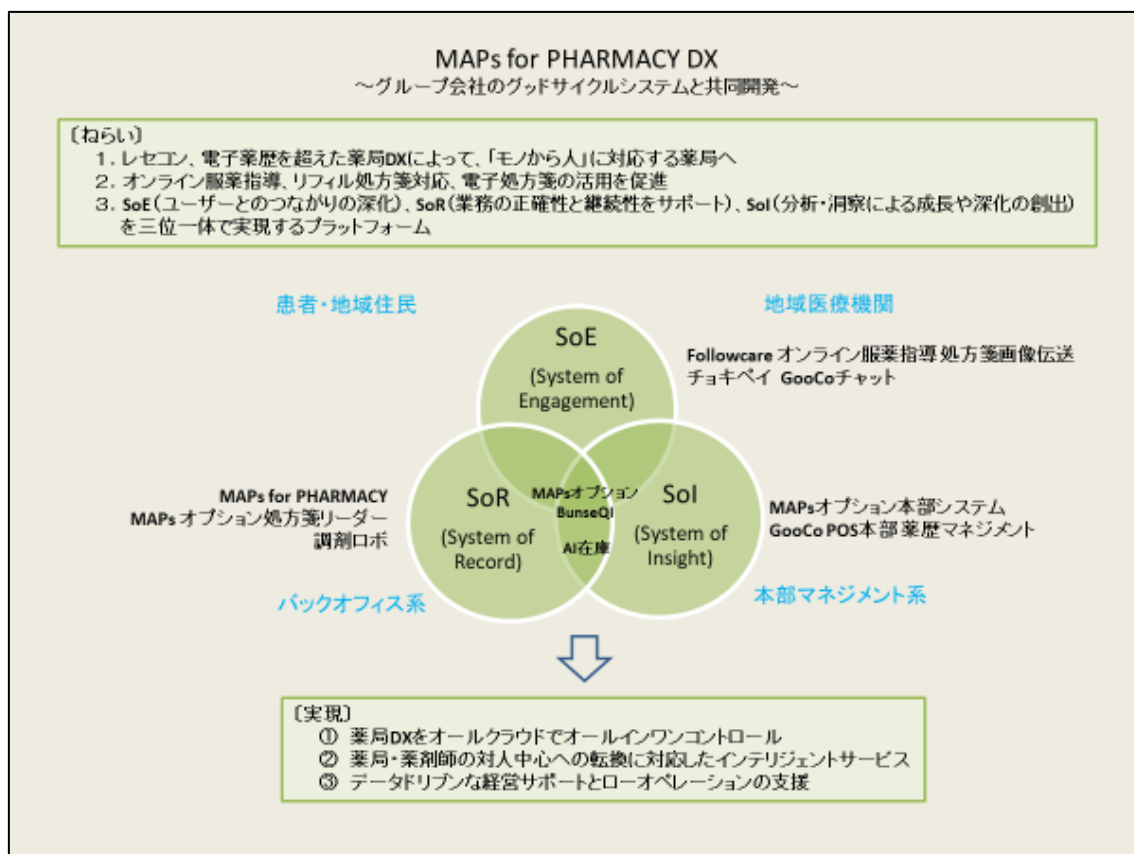 MAPs for PHARMACY DX
～グループ会社のグッドサイクルシステムと共同開発～
〔ねらい〕
１．レセコン、電子薬歴を超えた薬局DXによって、「モノから人」に対応する薬局へ
２．オンライン服薬指導、リフィル処方箋対応、電子処方箋の活用を促進
３．SoE（ユーザーとのつながりの深化）、SoR（業務の正確性と継続性をサポート）、SoI（分析・洞察による成長や深化の創出）
を三位一体で実現するプラットフォーム
患者・地域住民
地域医療機関
SoE
(System of
Engagement)
Followcare オンライン服薬指導 処方箋画像伝送
チョキペイ GooCoチャット
MAPs for PHARMACY
MAPs オプション処方箋リーダー
調剤ロボ
SoR
(System of
Record)
MAPsオプション
BunseQI
AI在庫
SoI
(System of
Insight)
MAPsオプション本部システム
GooCo POS本部 薬歴マネジメント
バックオフィス系
本部マネジメント系
〔実現〕
① 薬局DXをオールクラウドでオールインワンコントロール
② 薬局・薬剤師の対人中心への転換に対応したインテリジェントサービス
③ データドリブンな経営サポートとローオペレーションの支援